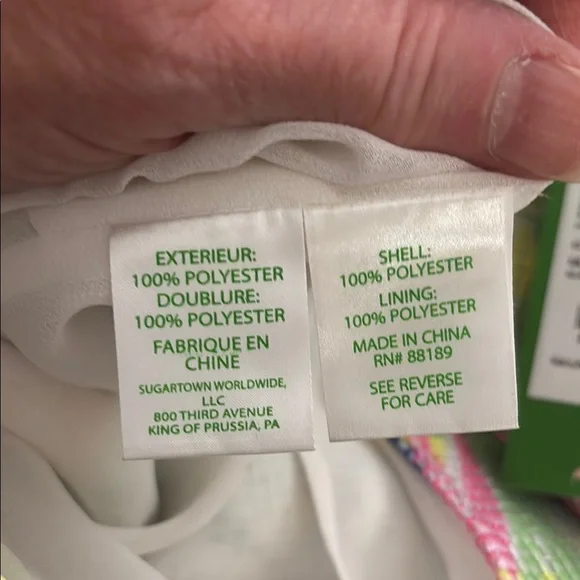 EXTERIEUR:
100% POLYESTER
DOUBLURE:
100% POLYESTER
FABRIQUE EN
CHINE
SUGARTOWN WORLDWIDE,
LLC
800 THIRD AVENUE
KING OF PRUSSIA, PA
SHELL:
100% POLYESTER
LINING:
100% POLYESTER
MADE IN CHINA
RN# 88189
SEE REVERSE
FOR CARE